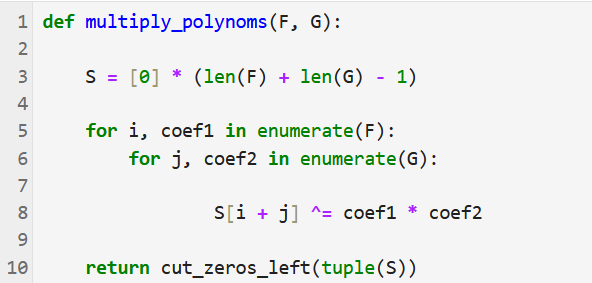 1 def multiply_polynoms(F, G):
2
3     S = [0] * (len(F) + len(G) - 1)
4
5     for i, coef1 in enumerate(F):
6         for j, coef2 in enumerate(G):
7
8                 S[i + j] ^= coef1 * coef2
9
10     return cut_zeros_left(tuple(S))